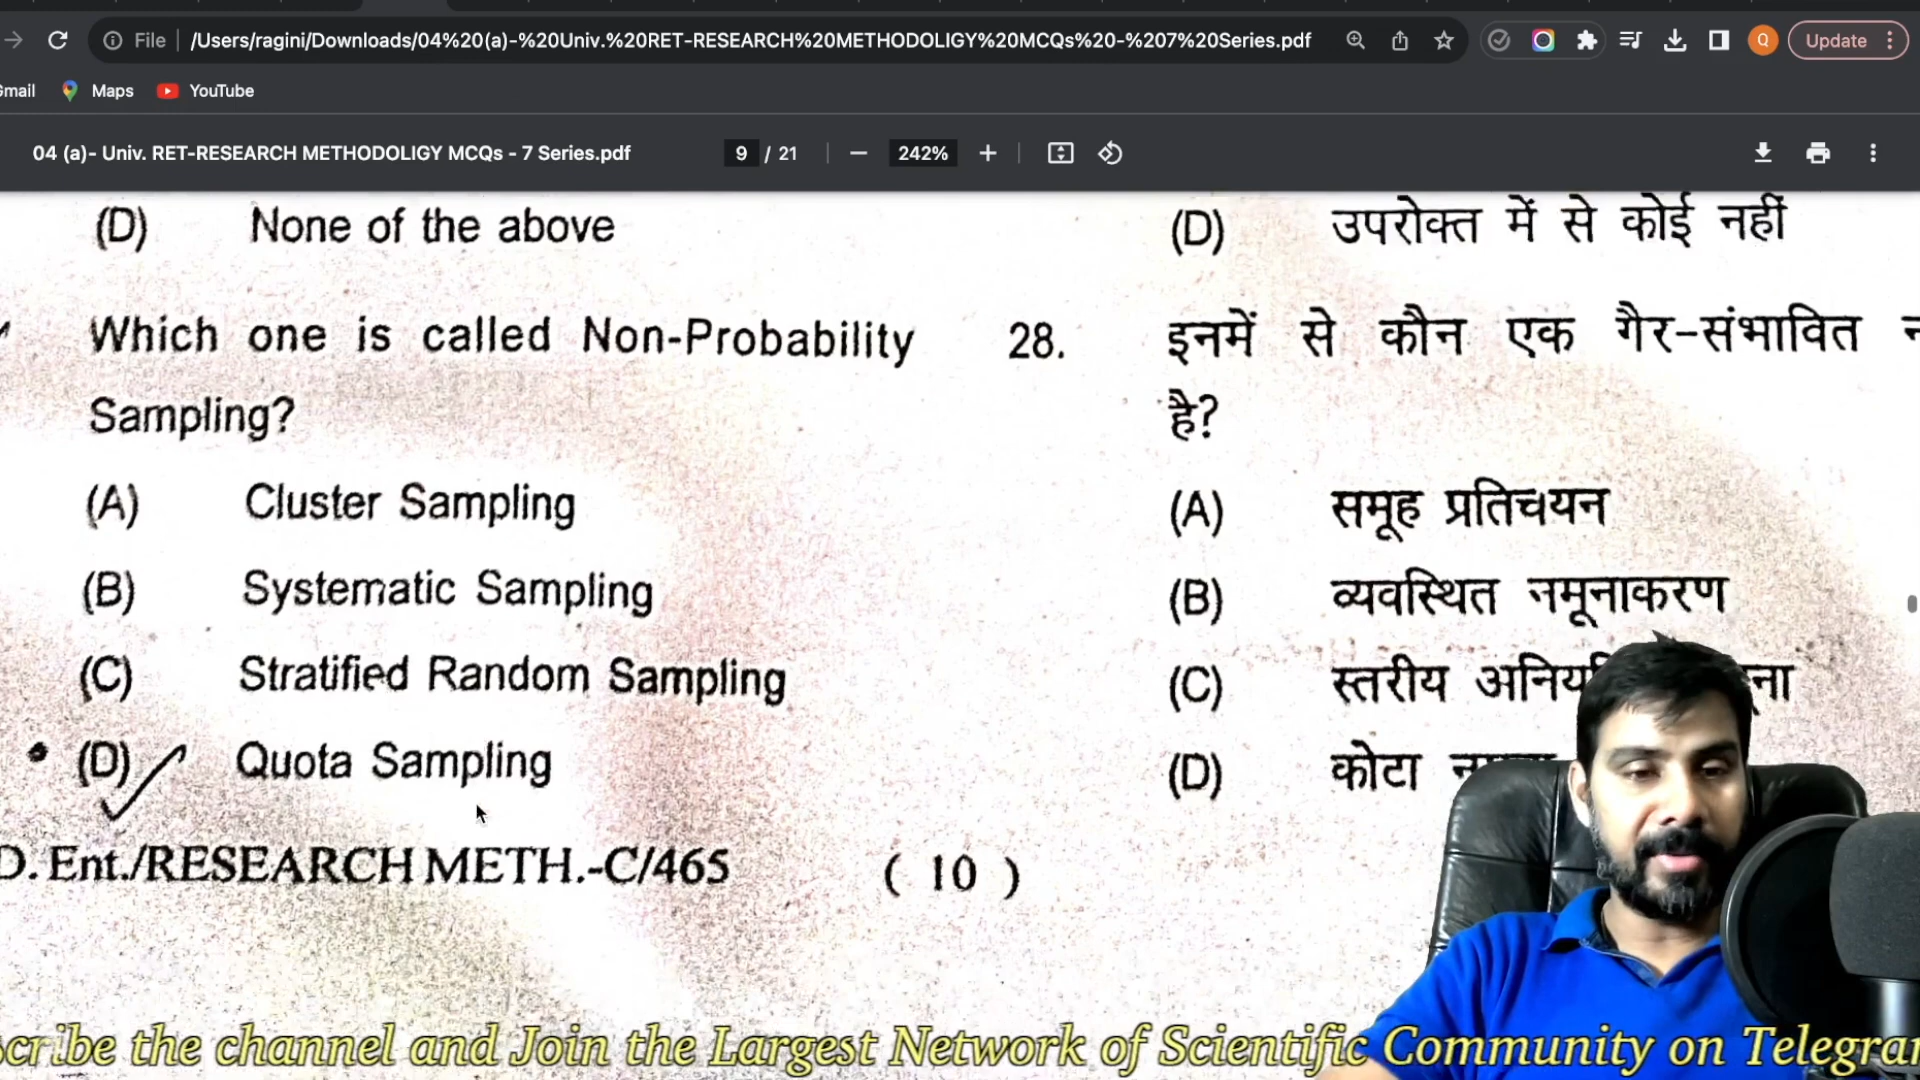 File
/Users/ragini/Downloads/04%20(a)-%20Univ.%20RET-RESEARCH%20METHODOLIGY%20MCQs%20-%207%20Series.pdf
Q
Update
Maps
YouTube
04 (a)- Univ. RET-RESEARCH METHODOLIGY MCQs - 7 Series.pdf
9 / 21
242%
(D) None of the above
Which one is called Non-Probability
Sampling?
(A) Cluster Sampling
(B) Systematic Sampling
(C) Stratified Random Sampling
(D) Quota Sampling
D. Ent./RESEARCH METH.-C/465
( 10 )
(D) उपरोक्त में से कोई नहीं
28. इनमें से कौन एक गैर-संभावित
है?
(A) समूह प्रतिचयन
(B) व्यवस्थित नमूनाकरण
(C) स्तरीय
(D) कोटा
the channel and Join the Largest Network of Scientific Community on